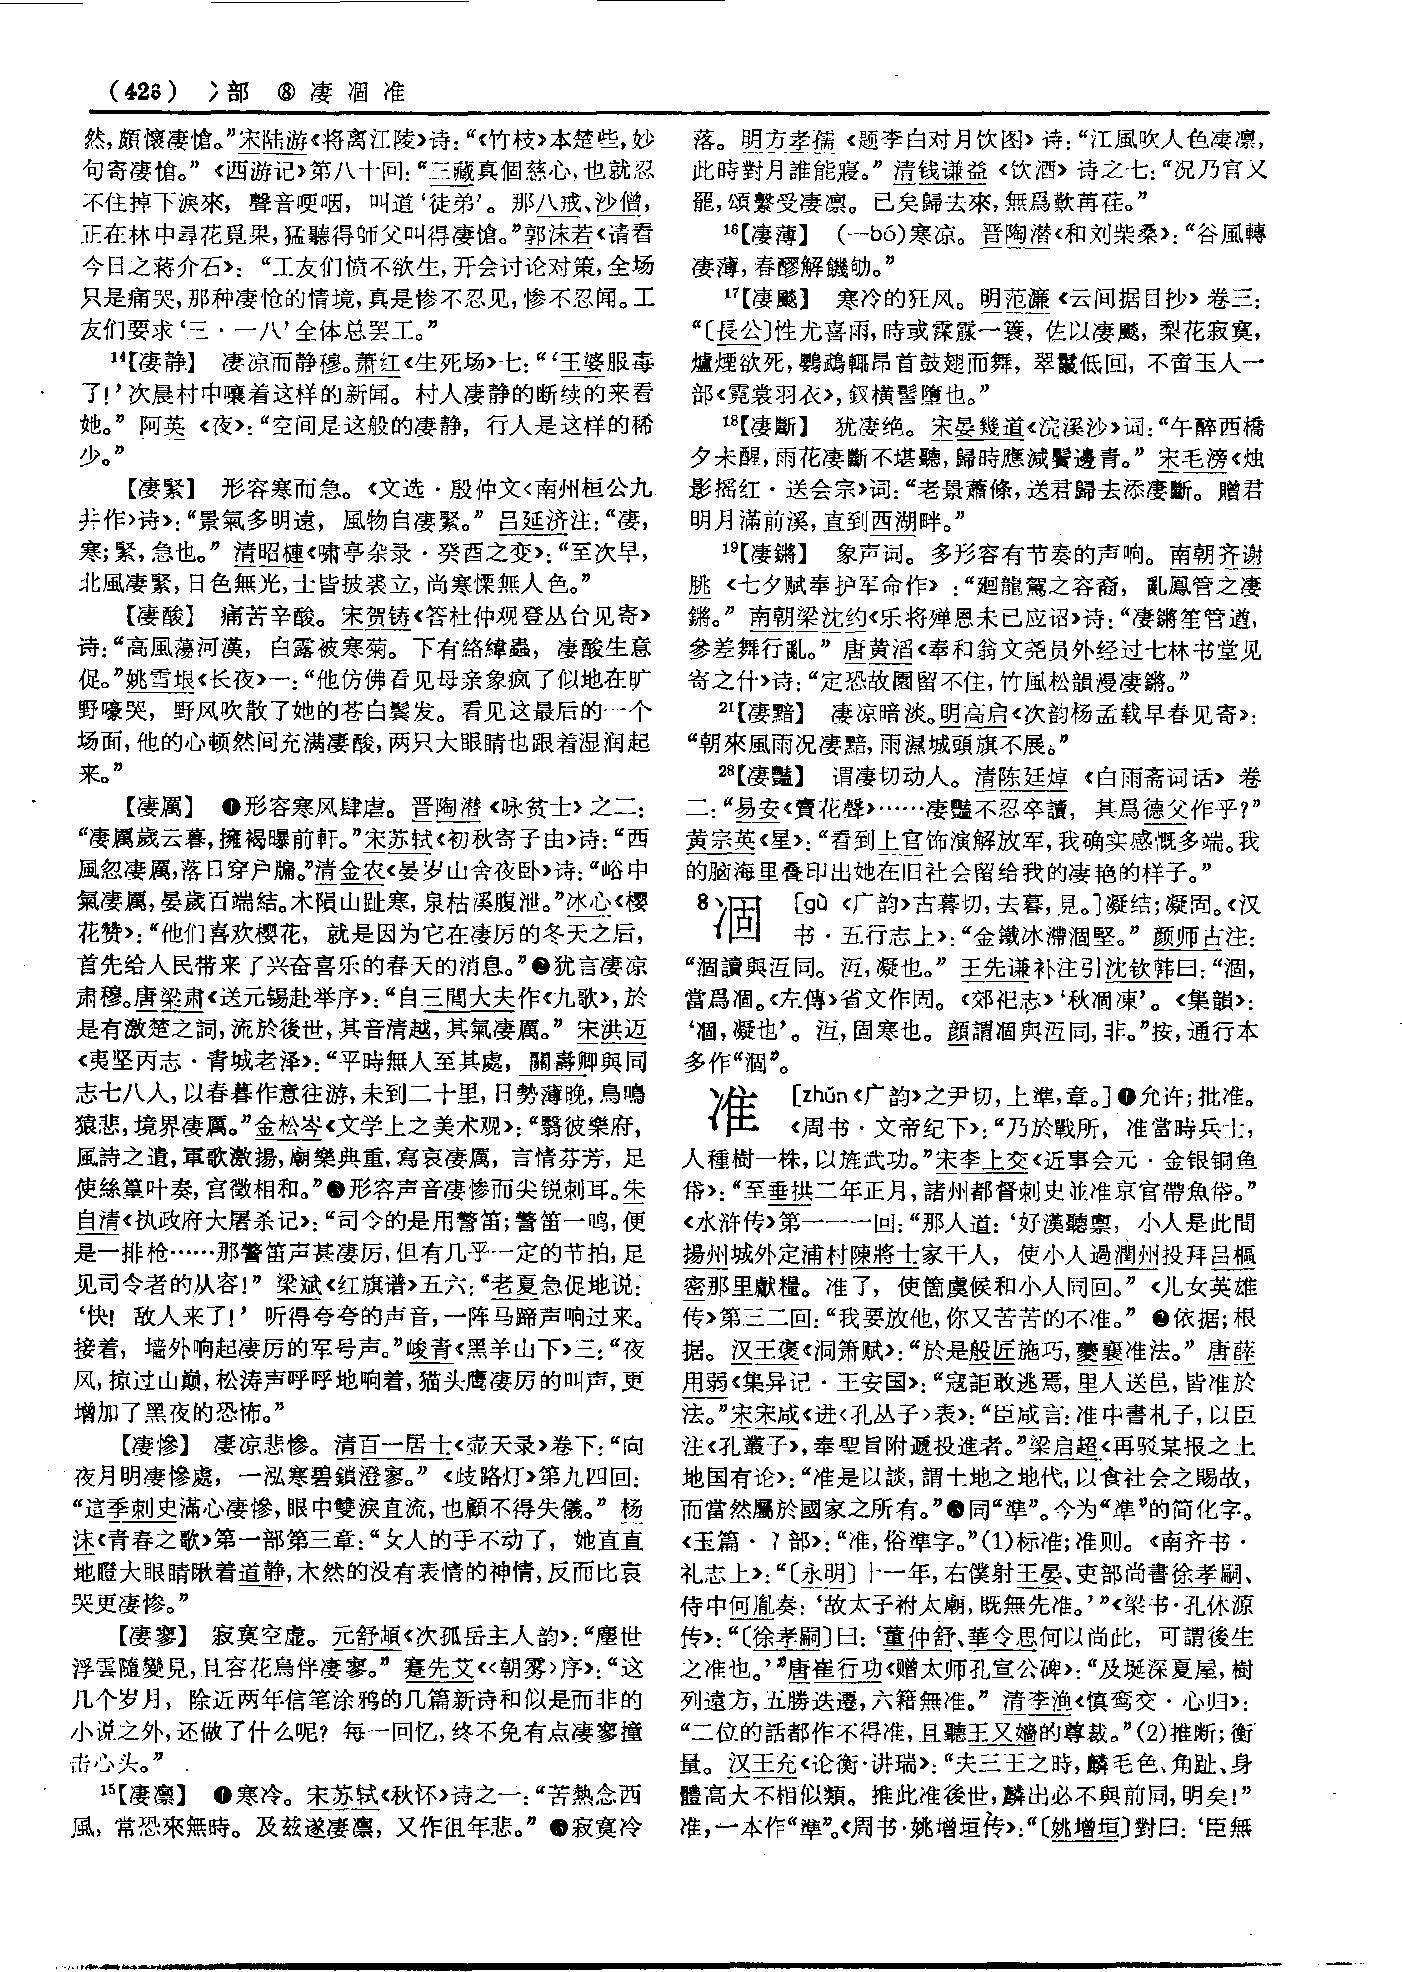 (426) 冫部 ⑧ 凄 凅 准
然,頗懷凄愴。”宋陆游《将离江陵》诗:“《竹枝》本楚些,妙
句寄凄愴。”《西游记》第八十回:“三藏真個慈心,也就忍
不住掉下淚來, 聲音哽咽, 叫道‘徒弟’。那八戒、沙僧,
正在林中尋花覓果,猛聽得師父叫得凄愴。”郭沫若《请看
今日之蒋介石》: “工友们愤不欲生,开会讨论对策,全场
只是痛哭,那种凄怆的情境,真是惨不忍见,惨不忍闻。工
友们要求‘三·一八’全体总罢工。”
14【凄静】 凄凉而静穆。萧红《生死场》七:“‘王婆服毒
了!’次晨村中嚷着这样的新闻。村人凄静的断续的来看
她。”阿英《夜》:“空间是这般的凄静, 行人是这样的稀
少。”
【凄緊】 形容寒而急。《文选·殷仲文〈南州桓公九
井作〉诗》:“景氣多明遠, 風物自凄緊。”吕延济注:“凄,
寒;緊,急也。”清昭槤《啸亭杂录·癸酉之变》:“至次早,
北風凄緊,日色無光,士皆披裘立,尚寒慄無人色。”
【凄酸】 痛苦辛酸。宋贺铸《答杜仲观登丛台见寄》
诗:“高風蕩河漢, 白露被寒菊。下有絡緯蟲, 凄酸生意
促。”姚雪垠《长夜》一:“他仿佛看见母亲象疯了似地在旷
野嚎哭, 野风吹散了她的苍白鬓发。看见这最后的一个
场面,他的心顿然间充满凄酸,两只大眼睛也跟着湿润起
来。”
【凄厲】 ❶形容寒风肆虐。晋陶潜《咏贫士》之二:
“凄厲歲云暮,擁褐曝前軒。”宋苏轼《初秋寄子由》诗:“西
風忽凄厲,落日穿户牖。”清金农《晏岁山舍夜卧》诗:“峪中
氣凄厲,晏歲百端結。木隕山趾寒,泉枯溪腹泄。”冰心《樱
花赞》:“他们喜欢樱花, 就是因为它在凄厉的冬天之后,
首先给人民带来了兴奋喜乐的春天的消息。”❷犹言凄凉
肃穆。唐梁肃《送元锡赴举序》:“自三閭大夫作《九歌》,於
是有激楚之詞,流於後世,其音清越,其氣凄厲。”宋洪迈
《夷坚丙志·青城老泽》:“平時無人至其處, 關壽卿與同
志七八人,以春暮作意往游,未到二十里,日勢薄晚,鳥鳴
猿悲,境界凄厲。”金松岑《文学上之美术观》:“翳彼樂府,
風詩之遺,軍歌激揚,廟樂典重,寫哀凄厲, 言情芬芳, 足
使絲篁叶奏,宫徵相和。”❸形容声音凄惨而尖锐刺耳。朱
自清《执政府大屠杀记》:“司令的是用警笛;警笛一鸣,便
是一排枪……那警笛声甚凄厉,但有几乎一定的节拍,足
见司令者的从容!”梁斌《红旗谱》五六:“老夏急促地说:
‘快! 敌人来了!’听得夸夸的声音,一阵马蹄声响过来。
接着, 墙外响起凄厉的军号声。”峻青《黑羊山下》三:“夜
风,掠过山巅,松涛声呼呼地响着,猫头鹰凄厉的叫声,更
增加了黑夜的恐怖。”
【凄慘】 凄凉悲惨。清百一居士《壶天录》卷下:“向
夜月明凄慘處, 一泓寒碧鎖澄寥。”《歧路灯》第九四回:
“這季刺史滿心凄慘,眼中雙淚直流,也顧不得失儀。”杨
沫《青春之歌》第一部第三章:“女人的手不动了, 她直直
地瞪大眼睛瞅着道静,木然的没有表情的神情,反而比哀
哭更凄惨。”
【凄寥】 寂寞空虚。元舒頔《次孤岳主人韵》:“塵世
浮雲隨變見,且容花鳥伴凄寥。”蹇先艾《〈朝雾〉序》:“这
几个岁月, 除近两年信笔涂鸦的几篇新诗和似是而非的
小说之外,还做了什么呢? 每一回忆,终不免有点凄寥撞
击心头。”
15【凄凛】 ❶寒冷。宋苏轼《秋怀》诗之一:“苦熱念西
風, 常恐來無時。及兹遂凄凛, 又作徂年悲。”❷寂寞冷
落。明方孝儒《题李白对月饮图》诗:“江風吹人色凄凛,
此時對月誰能寢。”清钱谦益《饮酒》诗之七:“况乃官又
罷,頌繫受凄凛。已矣歸去來,無爲歎荏苒。”
16【凄薄】 (—bó)寒凉。晋陶潜《和刘柴桑》:“谷風轉
凄薄,春醪解饑劬。”
17【凄飈】 寒冷的狂风。明范濂《云间据目抄》卷三:
“〔長公〕性尤喜雨,時或霡霂一簑, 佐以凄飈, 梨花寂寞,
爐煙欲死,鸚鵡輒昂首鼓翅而舞, 翠鬟低回, 不啻玉人一
部《霓裳羽衣》,釵横髻墮也。”
18【凄斷】 犹凄绝。宋晏幾道《浣溪沙》词:“午醉西橋
夕未醒,雨花凄斷不堪聽,歸時應減鬢邊青。”宋毛滂《烛
影摇红·送会宗》词:“老景蕭條,送君歸去添凄斷。贈君
明月滿前溪,直到西湖畔。”
19【凄鏘】 象声词。多形容有节奏的声响。南朝齐谢
朓《七夕赋奉护军命作》:“迴龍駕之容裔, 亂鳳管之凄
鏘。”南朝梁沈约《乐将殚恩未已应诏》诗:“凄鏘笙管遒,
參差舞行亂。”唐黄滔《奉和翁文尧员外经过七林书堂见
寄之什》诗:“定恐故園留不住,竹風松韻漫凄鏘。”
21【凄黯】 凄凉暗淡。明高启《次韵杨孟载早春见寄》:
“朝來風雨况凄黯,雨濕城頭旗不展。”
28【凄豔】 谓凄切动人。清陈廷焯《白雨斋词话》卷
二:“易安《賣花聲》……凄豔不忍卒讀, 其爲德父作乎?”
黄宗英《星》:“看到上官饰演解放军,我确实感慨多端。我
的脑海里叠印出她在旧社会留给我的凄艳的样子。”
8凅 [gù《广韵》古暮切,去暮,見。]凝结;凝固。《汉
书·五行志上》:“金鐵冰滯涸堅。”颜师古注:
“涸讀與沍同。沍,凝也。”王先谦补注引沈钦韩曰:“涸,
當爲凅。《左傳》省文作固。《郊祀志》‘秋凅凍’。《集韻》:
‘凅,凝也’。沍,固寒也。顔謂凅與沍同,非。”按,通行本
多作“涸”。
准 [zhǔn《广韵》之尹切,上準,章。]❶允许;批准。
《周书·文帝纪下》:“乃於戰所, 准當時兵士,
人種樹一株,以旌武功。”宋李上交《近事会元·金银铜鱼
帒》:“至垂拱二年正月,諸州都督刺史並准京官帶魚帒。”
《水浒传》第一一一回:“那人道:‘好漢聽禀, 小人是此間
揚州城外定浦村陳將士家干人, 使小人過潤州投拜吕樞
密那里獻糧。准了, 使箇虞候和小人同回。”《儿女英雄
传》第三二回:“我要放他,你又苦苦的不准。”❷依据;根
据。汉王褒《洞箫赋》:“於是般匠施巧,夔襄准法。”唐薛
用弱《集异记·王安国》:“寇詎敢逃焉,里人送邑,皆准於
法。”宋宋咸《进〈孔丛子〉表》:“臣咸言:准中書札子,以臣
注《孔叢子》,奉聖旨附遞投進者。”梁启超《再驳某报之土
地国有论》:“准是以談,謂土地之地代,以食社会之賜故,
而當然屬於國家之所有。”❸同“準”。今为“準”的简化字。
《玉篇·冫部》:“准,俗準字。”(1)标准;准则。《南齐书·
礼志上》:“〔永明〕十一年,右僕射王晏、吏部尚書徐孝嗣、
侍中何胤奏:‘故太子祔太廟,既無先准。’”《梁书·孔休源
传》:“〔徐孝嗣〕曰:‘董仲舒、華令思何以尚此, 可謂後生
之准也。’”唐崔行功《赠太师孔宣公碑》:“及埏深夏屋,樹
列遠方,五勝迭遷,六籍無准。”清李渔《慎鸾交·心归》:
“二位的話都作不得准,且聽王又嬙的尊裁。”(2)推断;衡
量。汉王充《论衡·讲瑞》:“夫三王之時,麟毛色、角趾、身
體高大不相似類。推此准後世,麟出必不與前同,明矣!”
准,一本作“準”。《周书·姚增垣传》:“〔姚增垣〕對曰:‘臣無